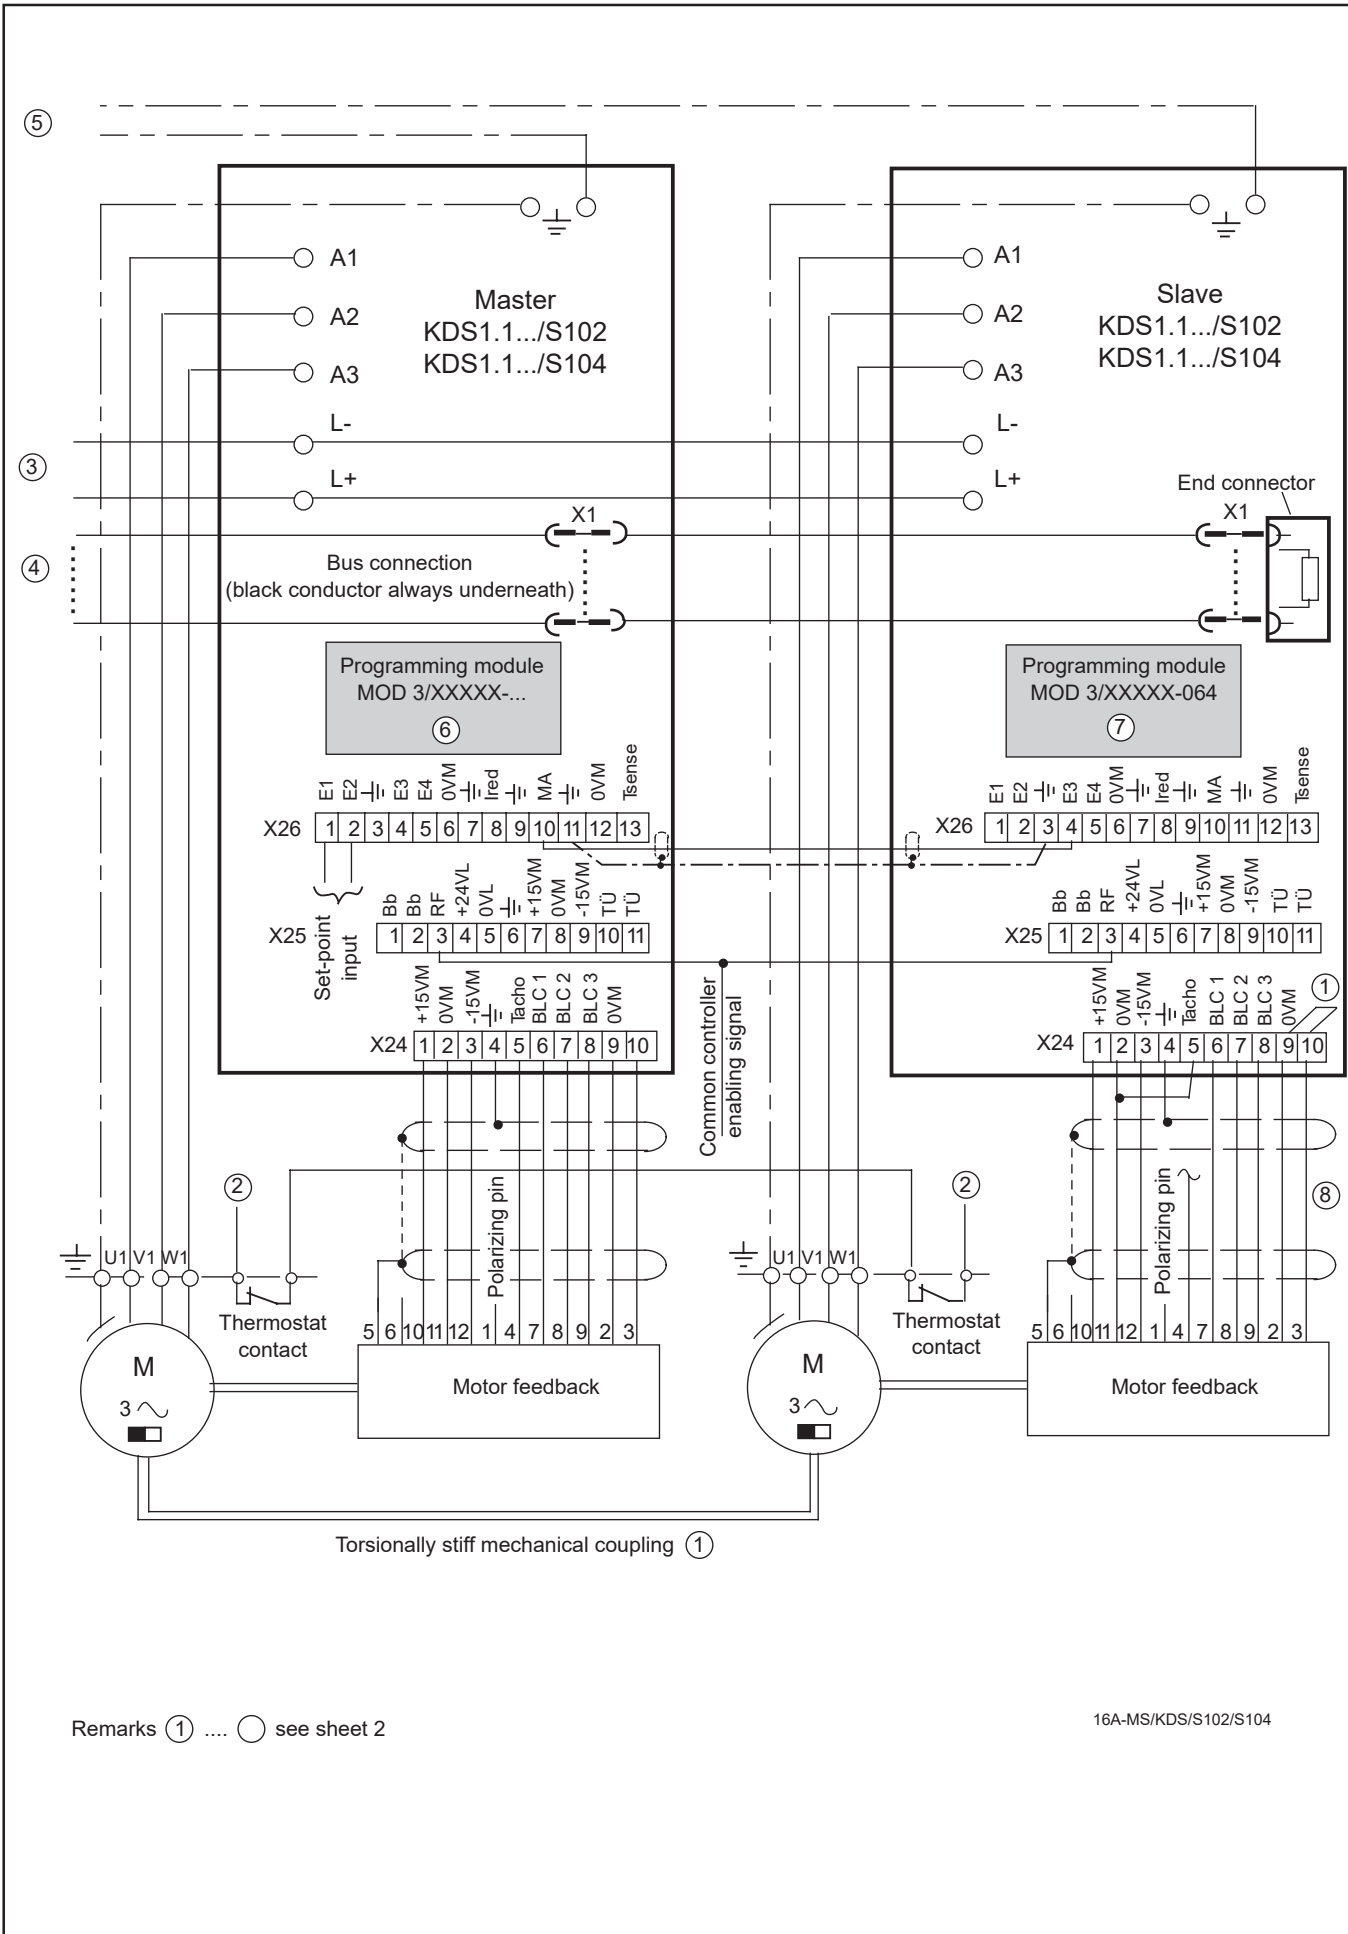 5
A1
A2
A3
L-
L+
Master
KDS1.1.../S102
KDS1.1.../S104
A1
A2
A3
L-
L+
Slave
KDS1.1.../S102
KDS1.1.../S104
3
4
X1
Bus connection
(black conductor always underneath)
End connector
X1
Programming module
MOD 3/XXXXX-...
6
Programming module
MOD 3/XXXXX-064
7
E1 E2 E3 E4 0VM Ired MA 0VM Tsense
X26 1 2 3 4 5 6 7 8 9 10 11 12 13
E1 E2 E3 E4 0VM Ired MA 0VM Tsense
X26 1 2 3 4 5 6 7 8 9 10 11 12 13
Set-point
input
Bb Bb RF +24VL 0VL +15VM 0VM -15VM TÜ TÜ
X25 1 2 3 4 5 6 7 8 9 10 11
Bb Bb RF +24VL 0VL +15VM 0VM -15VM TÜ TÜ
X25 1 2 3 4 5 6 7 8 9 10 11
+15VM 0VM -15VM Tacho BLC 1 BLC 2 BLC 3 0VM
X24 1 2 3 4 5 6 7 8 9 10
Common controller
enabling signal
+15VM 0VM -15VM Tacho BLC 1 BLC 2 BLC 3 0VM
1
X24 1 2 3 4 5 6 7 8 9 10
2
Polarizing pin
2
Polarizing pin
8
U1 V1 W1
Thermostat
contact
5 6 10 11 12 1 4 7 8 9 2 3
M
3
Motor feedback
U1 V1 W1
Thermostat
contact
5 6 10 11 12 1 4 7 8 9 2 3
M
3
Motor feedback
Torsionally stiff mechanical coupling 1
Remarks 1 .... see sheet 2
16A-MS/KDS/S102/S104